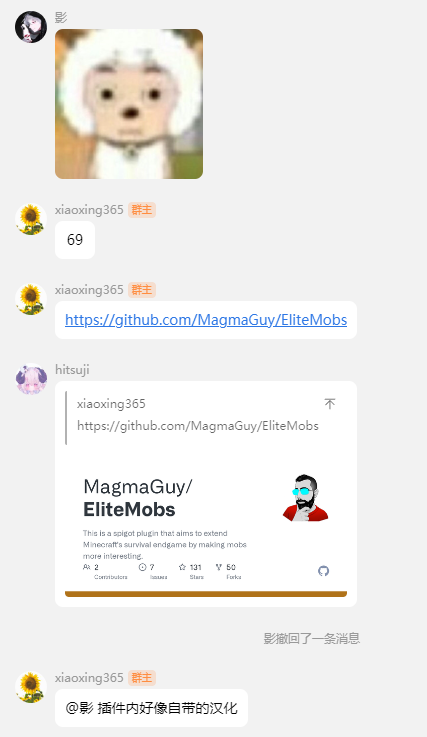 影
xiaoxing365 群主
69
xiaoxing365 群主
https://github.com/MagmaGuy/EliteMobs
hitsuji
xiaoxing365
https://github.com/MagmaGuy/EliteMobs
MagmaGuy/
EliteMobs
This is a spigot plugin that aims to extend
Minecraft's survival endgame by making mobs
more interesting.
2 7 131 50
Contributors Issues Stars Forks
影撤回了一条消息
xiaoxing365 群主
@影 插件内好像自带的汉化